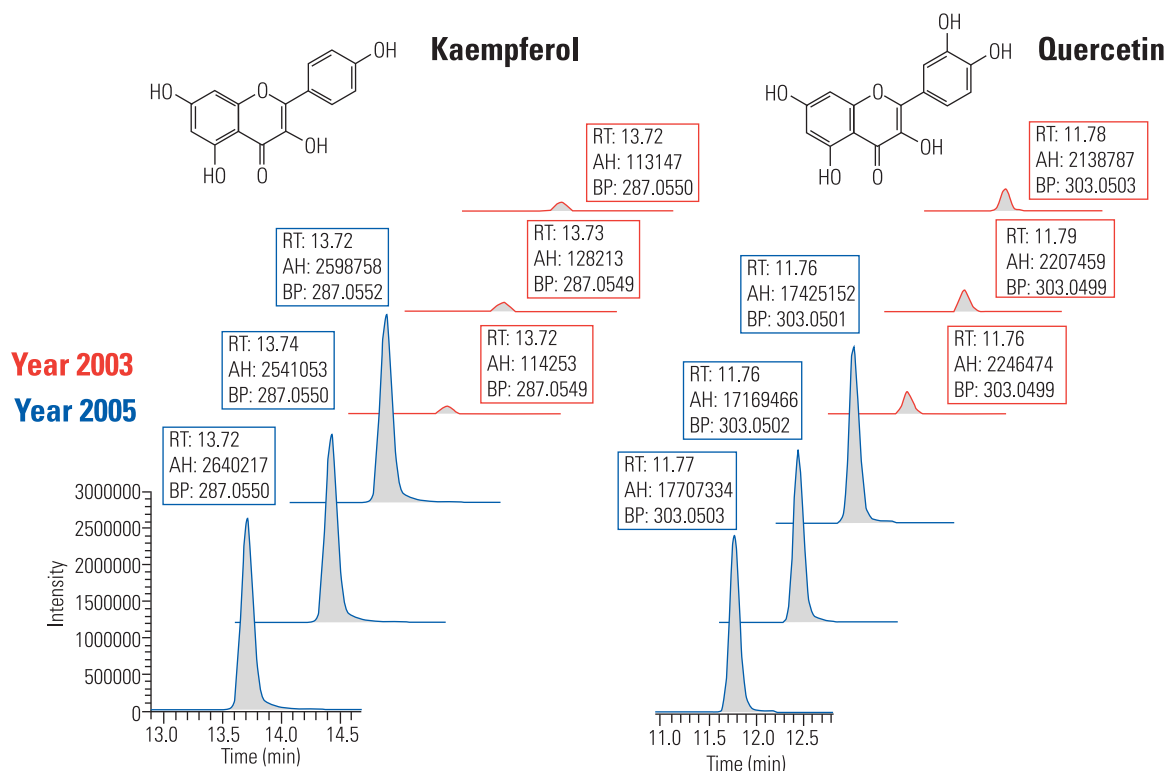 Kaempferol
OH
HO
O
OH
HO
O
Quercetin
OH
OH
HO
O
OH
OH
O
RT: 13.72
AH: 113147
BP: 287.0550
RT: 13.73
AH: 128213
BP: 287.0549
RT: 13.72
AH: 114253
BP: 287.0549
RT: 13.72
AH: 2598758
BP: 287.0552
RT: 13.74
AH: 2541053
BP: 287.0550
RT: 13.72
AH: 2640217
BP: 287.0550
RT: 11.78
AH: 2138787
BP: 303.0503
RT: 11.79
AH: 2207459
BP: 303.0499
RT: 11.76
AH: 2246474
BP: 303.0499
RT: 11.76
AH: 17425152
BP: 303.0501
RT: 11.76
AH: 17169466
BP: 303.0502
RT: 11.77
AH: 17707334
BP: 303.0503
Year 2003
Year 2005
3000000
2500000
2000000
1500000
1000000
500000
0
Intensity
13.0 13.5 14.0 14.5
Time (min)
11.0 11.5 12.0 12.5
Time (min)